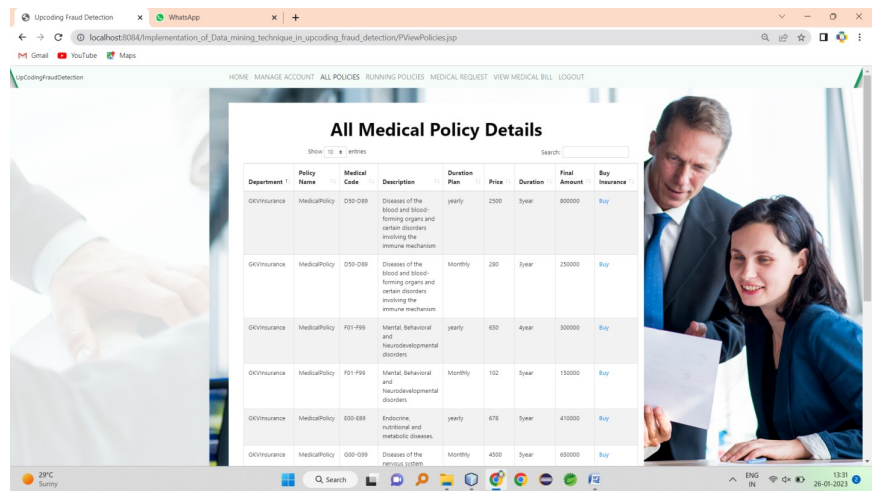 Upcoding Fraud Detection
WhatsApp
localhost:8084/Implementation_of_Data_mining_technique_in_upcoding_fraud_detection/PViewPolicies.jsp
Gmail YouTube Maps
UpCodingFraudDetection
HOME MANAGE ACCOUNT ALL POLICIES RUNNING POLICIES MEDICAL REQUEST VIEW MEDICAL BILL LOGOUT
All Medical Policy Details
Show 10 entries Search:
Department Policy Name Medical Code Description Duration Plan Price Duration Final Amount Buy Insurance
GKVInsurance MedicalPolicy D50-D89 Diseases of the yearly 2500 5year 800000 Buy
blood and blood-
forming organs and
certain disorders
involving the
immune mechanism
GKVInsurance MedicalPolicy D50-D89 Diseases of the Monthly 280 3year 250000 Buy
blood and blood-
forming organs and
certain disorders
involving the
immune mechanism
GKVInsurance MedicalPolicy F01-F99 Mental, Behavioral yearly 650 4year 300000 Buy
and
Neurodevelopmental
disorders
GKVInsurance MedicalPolicy F01-F99 Mental, Behavioral Monthly 102 5year 150000 Buy
and
Neurodevelopmental
disorders
GKVInsurance MedicalPolicy E00-E89 Endocrine, yearly 678 5year 410000 Buy
nutritional and
metabolic diseases.
GKVInsurance MedicalPolicy G00-G99 Diseases of the Monthly 4500 5year 650000 Buy
nervous system
29°C
Sunny
Search
ENG
IN
13:31
26-01-2023
2